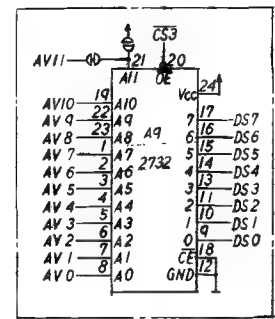 CS3
AV11 21 20
A11 OE
24
Vcc
AV10 19 A10
AV9 22 A9
AV8 23 A8
AV7 1 A7
AV6 2 A6
AV5 3 A5
AV4 4 A4
AV3 5 A3
AV2 6 A2
AV1 7 A1
AV0 8 A0
A9
2732
7 17 DS7
6 16 DS6
5 15 DS5
4 14 DS4
3 13 DS3
2 11 DS2
1 10 DS1
0 9 DS0
CE 18
GND 12